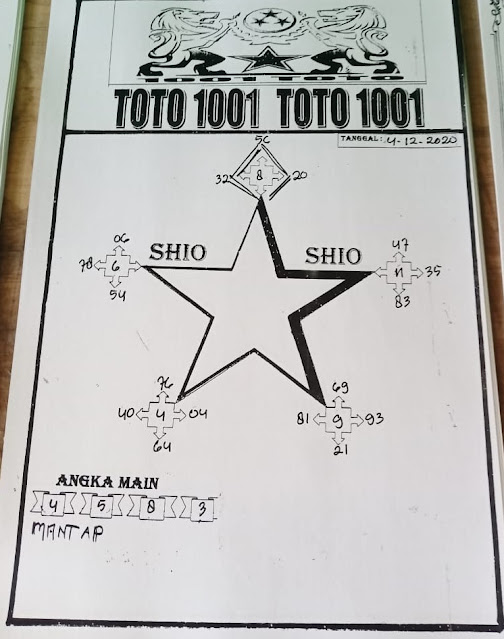 TOTO 1001 TOTO 1001
TANGGAL: 4-12-2020
32 8 20
SHIO SHIO
06
78 6
54
47
11 35
83
76
40 4 04
64
69
81 9 93
21
ANGKA MAIN
4 5 8 3
MANTAP